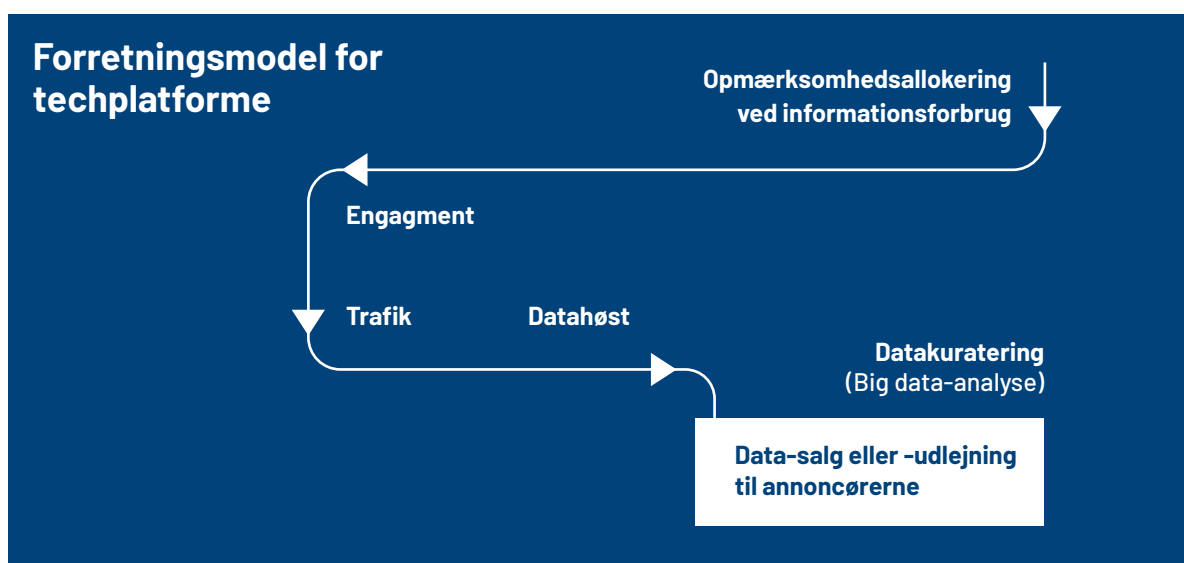 Forretningsmodel for
techplatforme
Opmærksomhedsallokering
ved informationsforbrug
Engagment
Trafik
Datahøst
Datakuratering
(Big data-analyse)
Data-salg eller -udlejning
til annoncørerne